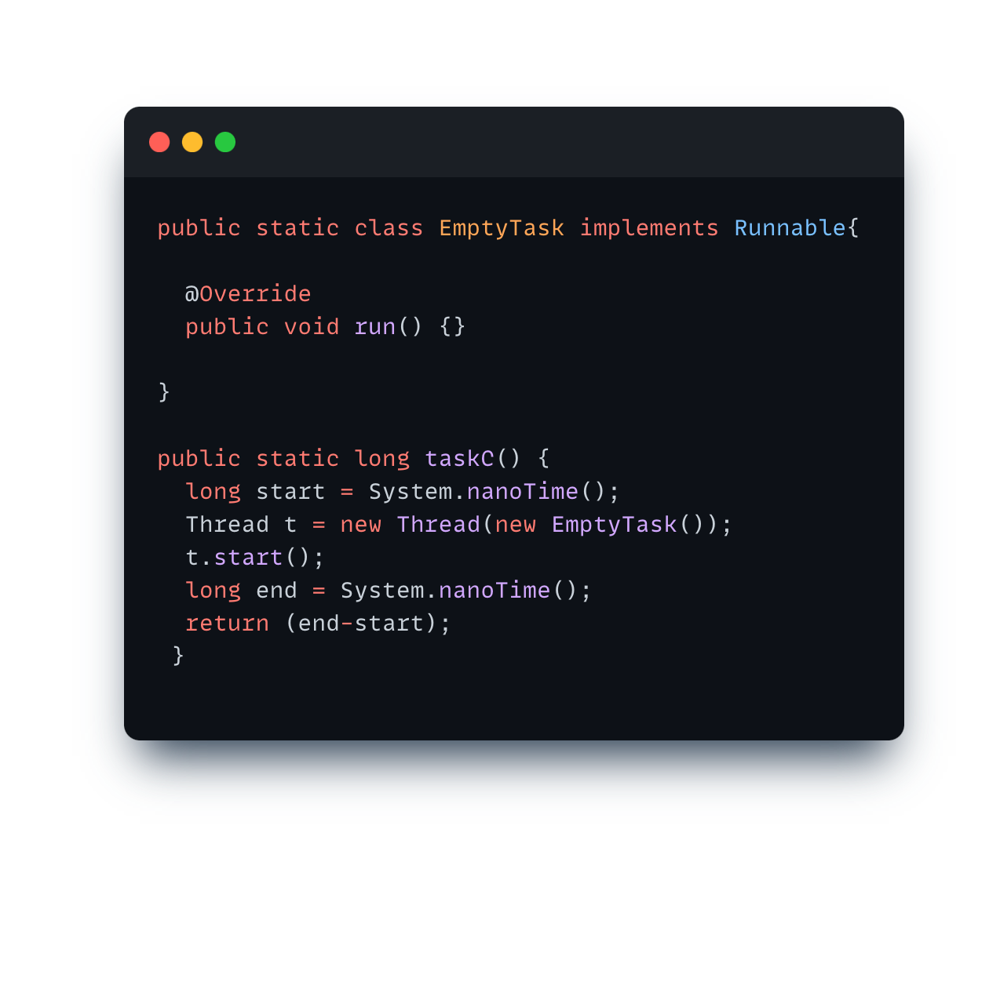 public static class EmptyTask implements Runnable{
@Override
public void run() {}
}
public static long taskC() {
long start = System.nanoTime();
Thread t = new Thread(new EmptyTask());
t.start();
long end = System.nanoTime();
return (end-start);
}